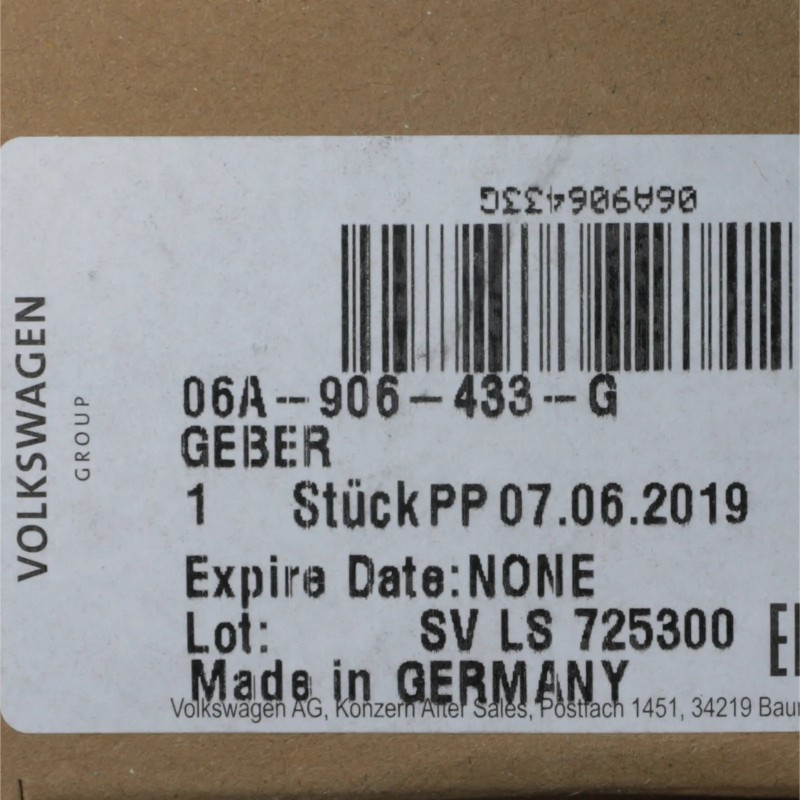 06A906433G
VOLKSWAGEN
GROUP
06A-906-433-G
GEBER
1 Stück PP 07.06.2019
Expire Date: NONE
Lot: SV LS 725300
Made in GERMANY
Volkswagen AG, Konzern After Sales, Postfach 1451, 34219